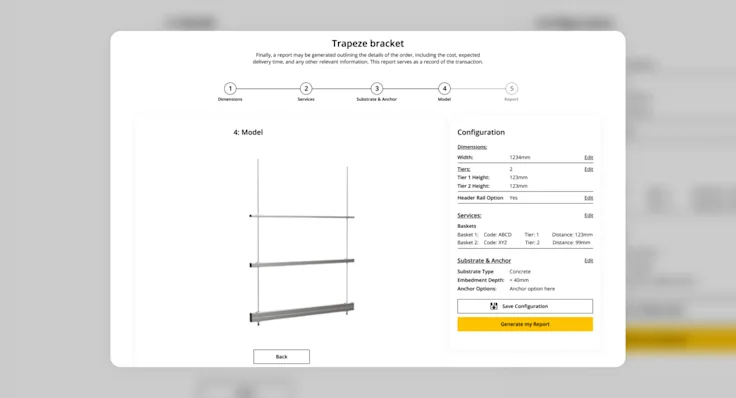 Trapeze bracket
Finally, a report may be generated outlining the details of the order, including the cost, expected
delivery time, and any other relevant information. This report serves as a record of the transaction.
1 2 3 4 5
Dimensions Services Substrate & Anchor Model Report
4: Model
Back
Configuration
Dimensions:
Width: 1234mm Edit
Tiers: 2 Edit
Tier 1 Height: 123mm
Tier 2 Height: 123mm
Header Rail Option Yes Edit
Services: Edit
Baskets
Basket 1: Code: ABCD Tier: 1 Distance: 123mm
Basket 2: Code: XYZ Tier: 2 Distance: 99mm
Substrate & Anchor Edit
Substrate Type Concrete
Embedment Depth: < 40mm
Anchor Options: Anchor option here
Save Configuration
Generate my Report